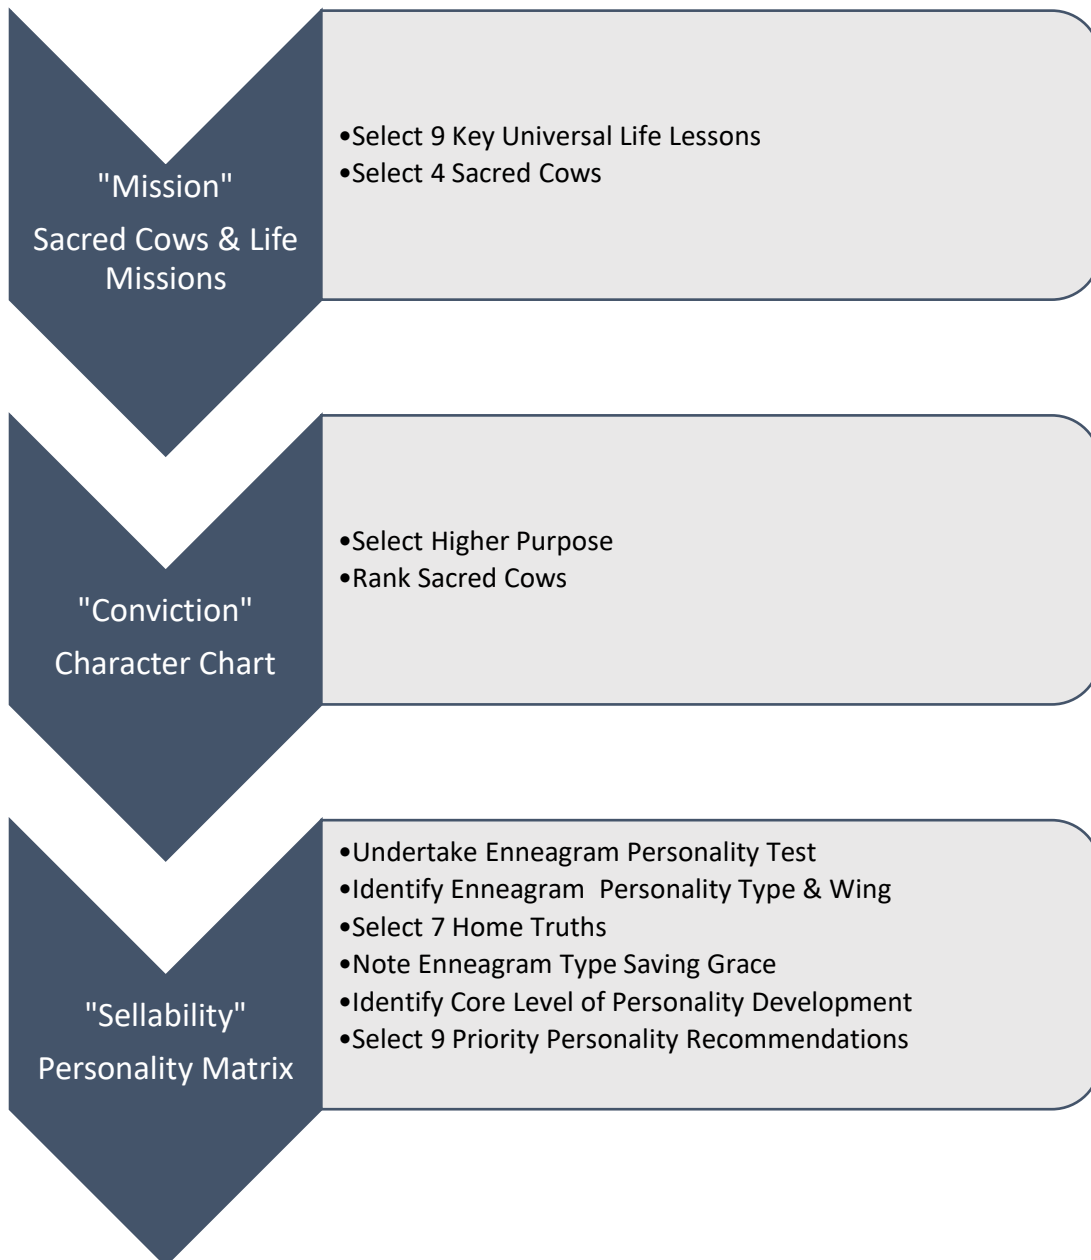 "Mission"
Sacred Cows & Life
Missions
•Select 9 Key Universal Life Lessons
•Select 4 Sacred Cows
"Conviction"
Character Chart
•Select Higher Purpose
•Rank Sacred Cows
"Sellability"
Personality Matrix
•Undertake Enneagram Personality Test
•Identify Enneagram  Personality Type & Wing
•Select 7 Home Truths
•Note Enneagram Type Saving Grace
•Identify Core Level of Personality Development
•Select 9 Priority Personality Recommendations